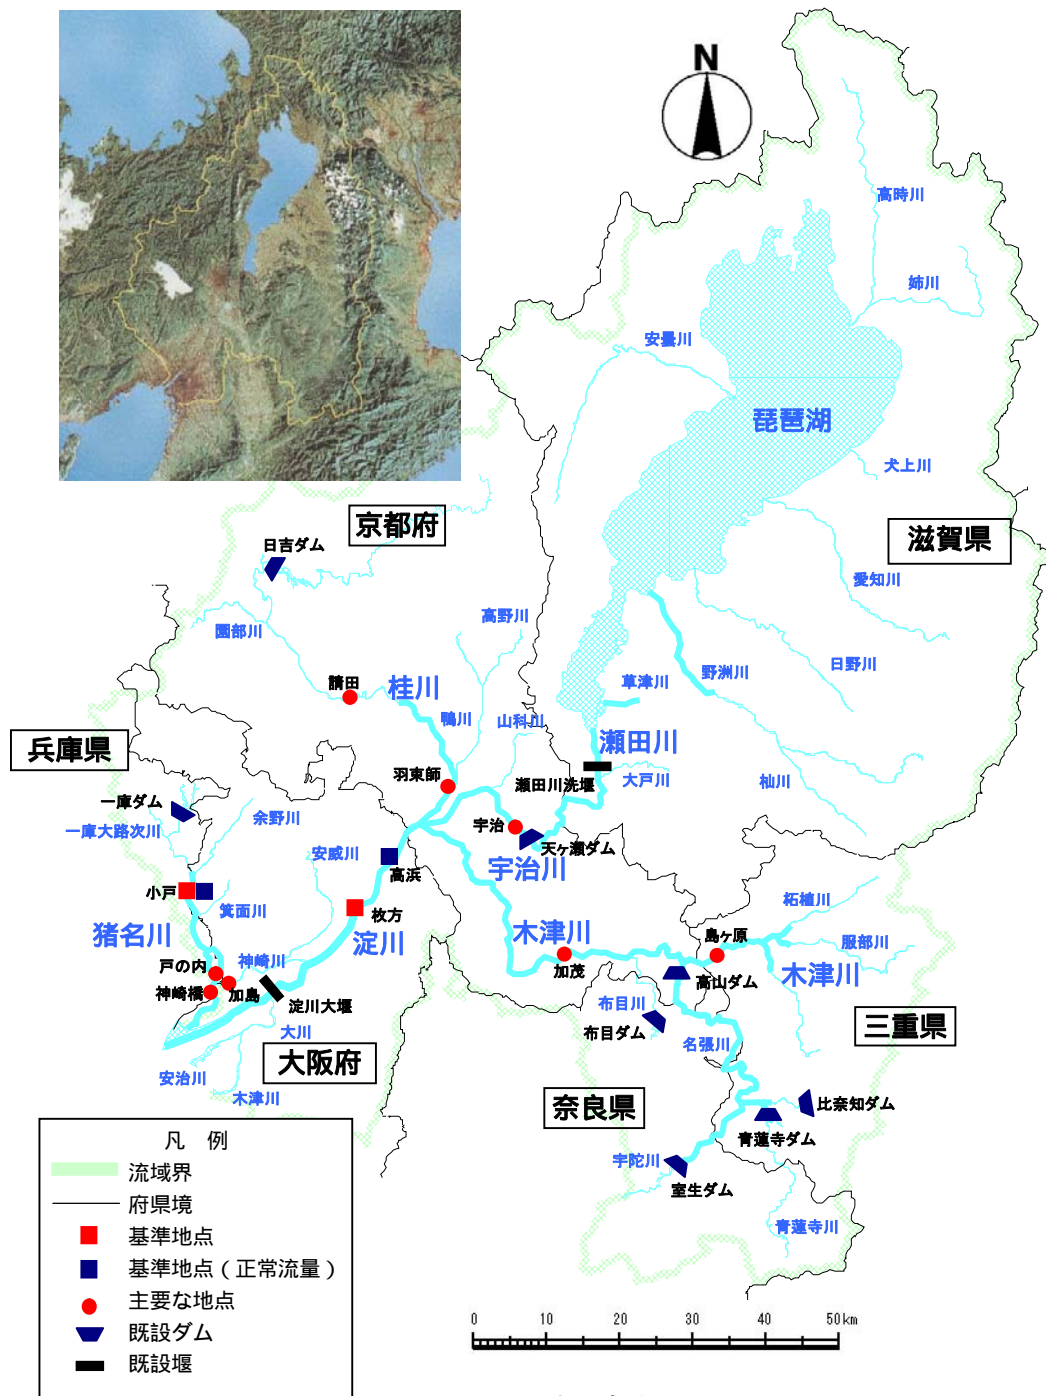 N
高時川
姉川
安曇川
琵琶湖
犬上川
京都府
滋賀県
日吉ダム
愛知川
高野川
園部川
日野川
野洲川
草津川
請田
桂川
鴨川
山科川
瀬田川
兵庫県
大戸川
瀬田川洗堰
杣川
羽束師
一庫ダム
余野川
一庫大路次川
宇治
天ヶ瀬ダム
安威川
高浜
宇治川
小戸
箕面川
枚方
柘植川
猪名川
淀川
木津川
島ヶ原
服部川
戸の内
神崎川
加茂
高山ダム
木津川
神崎橋
加島
淀川大堰
布目川
大川
布目ダム
三重県
名張川
大阪府
安治川
木津川
奈良県
比奈知ダム
青蓮寺ダム
宇陀川
室生ダム
青蓮寺川
凡 例
流域界
府県境
基準地点
基準地点（正常流量）
主要な地点
既設ダム
既設堰
0 10 20 30 40 50km